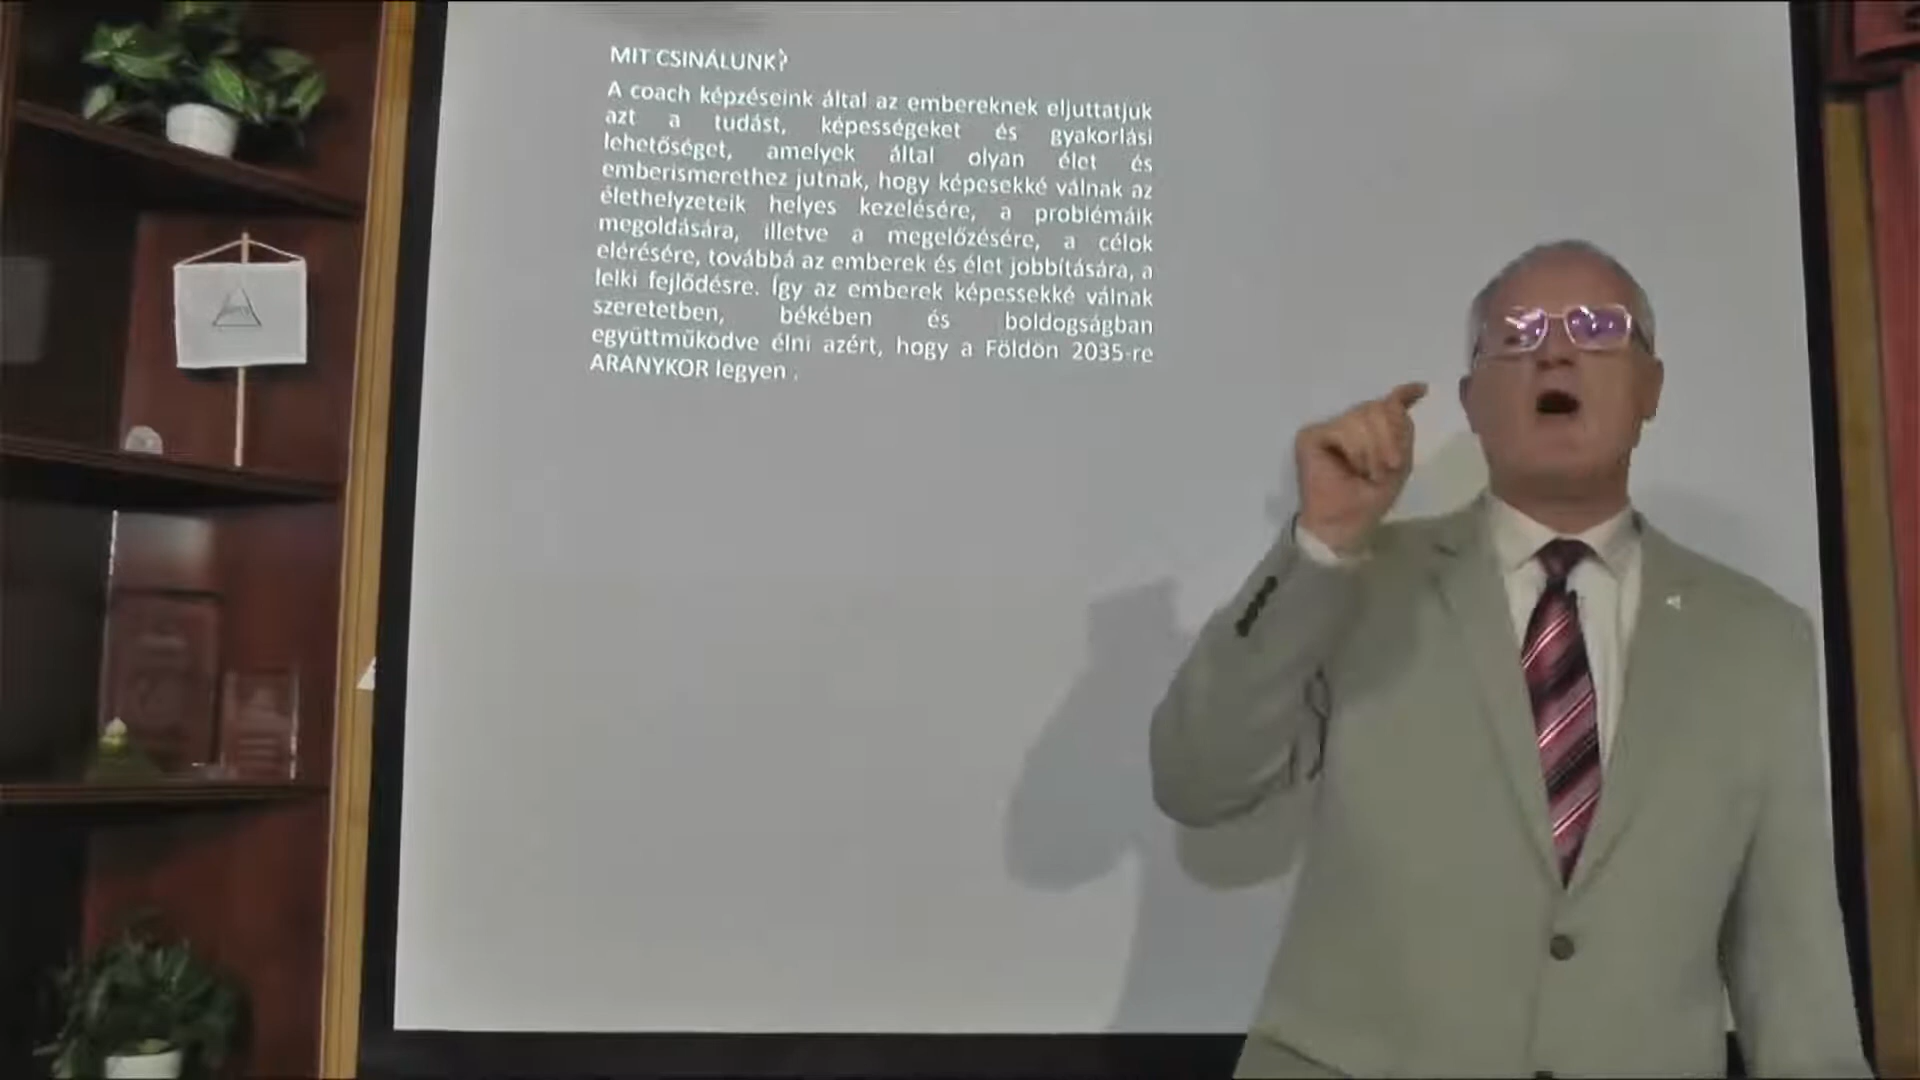 MIT CSINÁLUNK?
A coach képzéseink által az embereknek eljuttatjuk
azt a tudást, képességeket és gyakorlási
lehetőséget, amelyek által olyan élet és
emberismerethez jutnak, hogy képesekké válnak az
élethelyzeteik helyes kezelésére, a problémáik
megoldására, illetve a megelőzésére, a célok
elérésére, továbbá az emberek és élet jobbítására, a
lelki fejlődésre. Így az emberek képessekké válnak
szeretetben, békében és boldogságban
együttműködve élni azért, hogy a Földön 2035-re
ARANYKOR legyen .